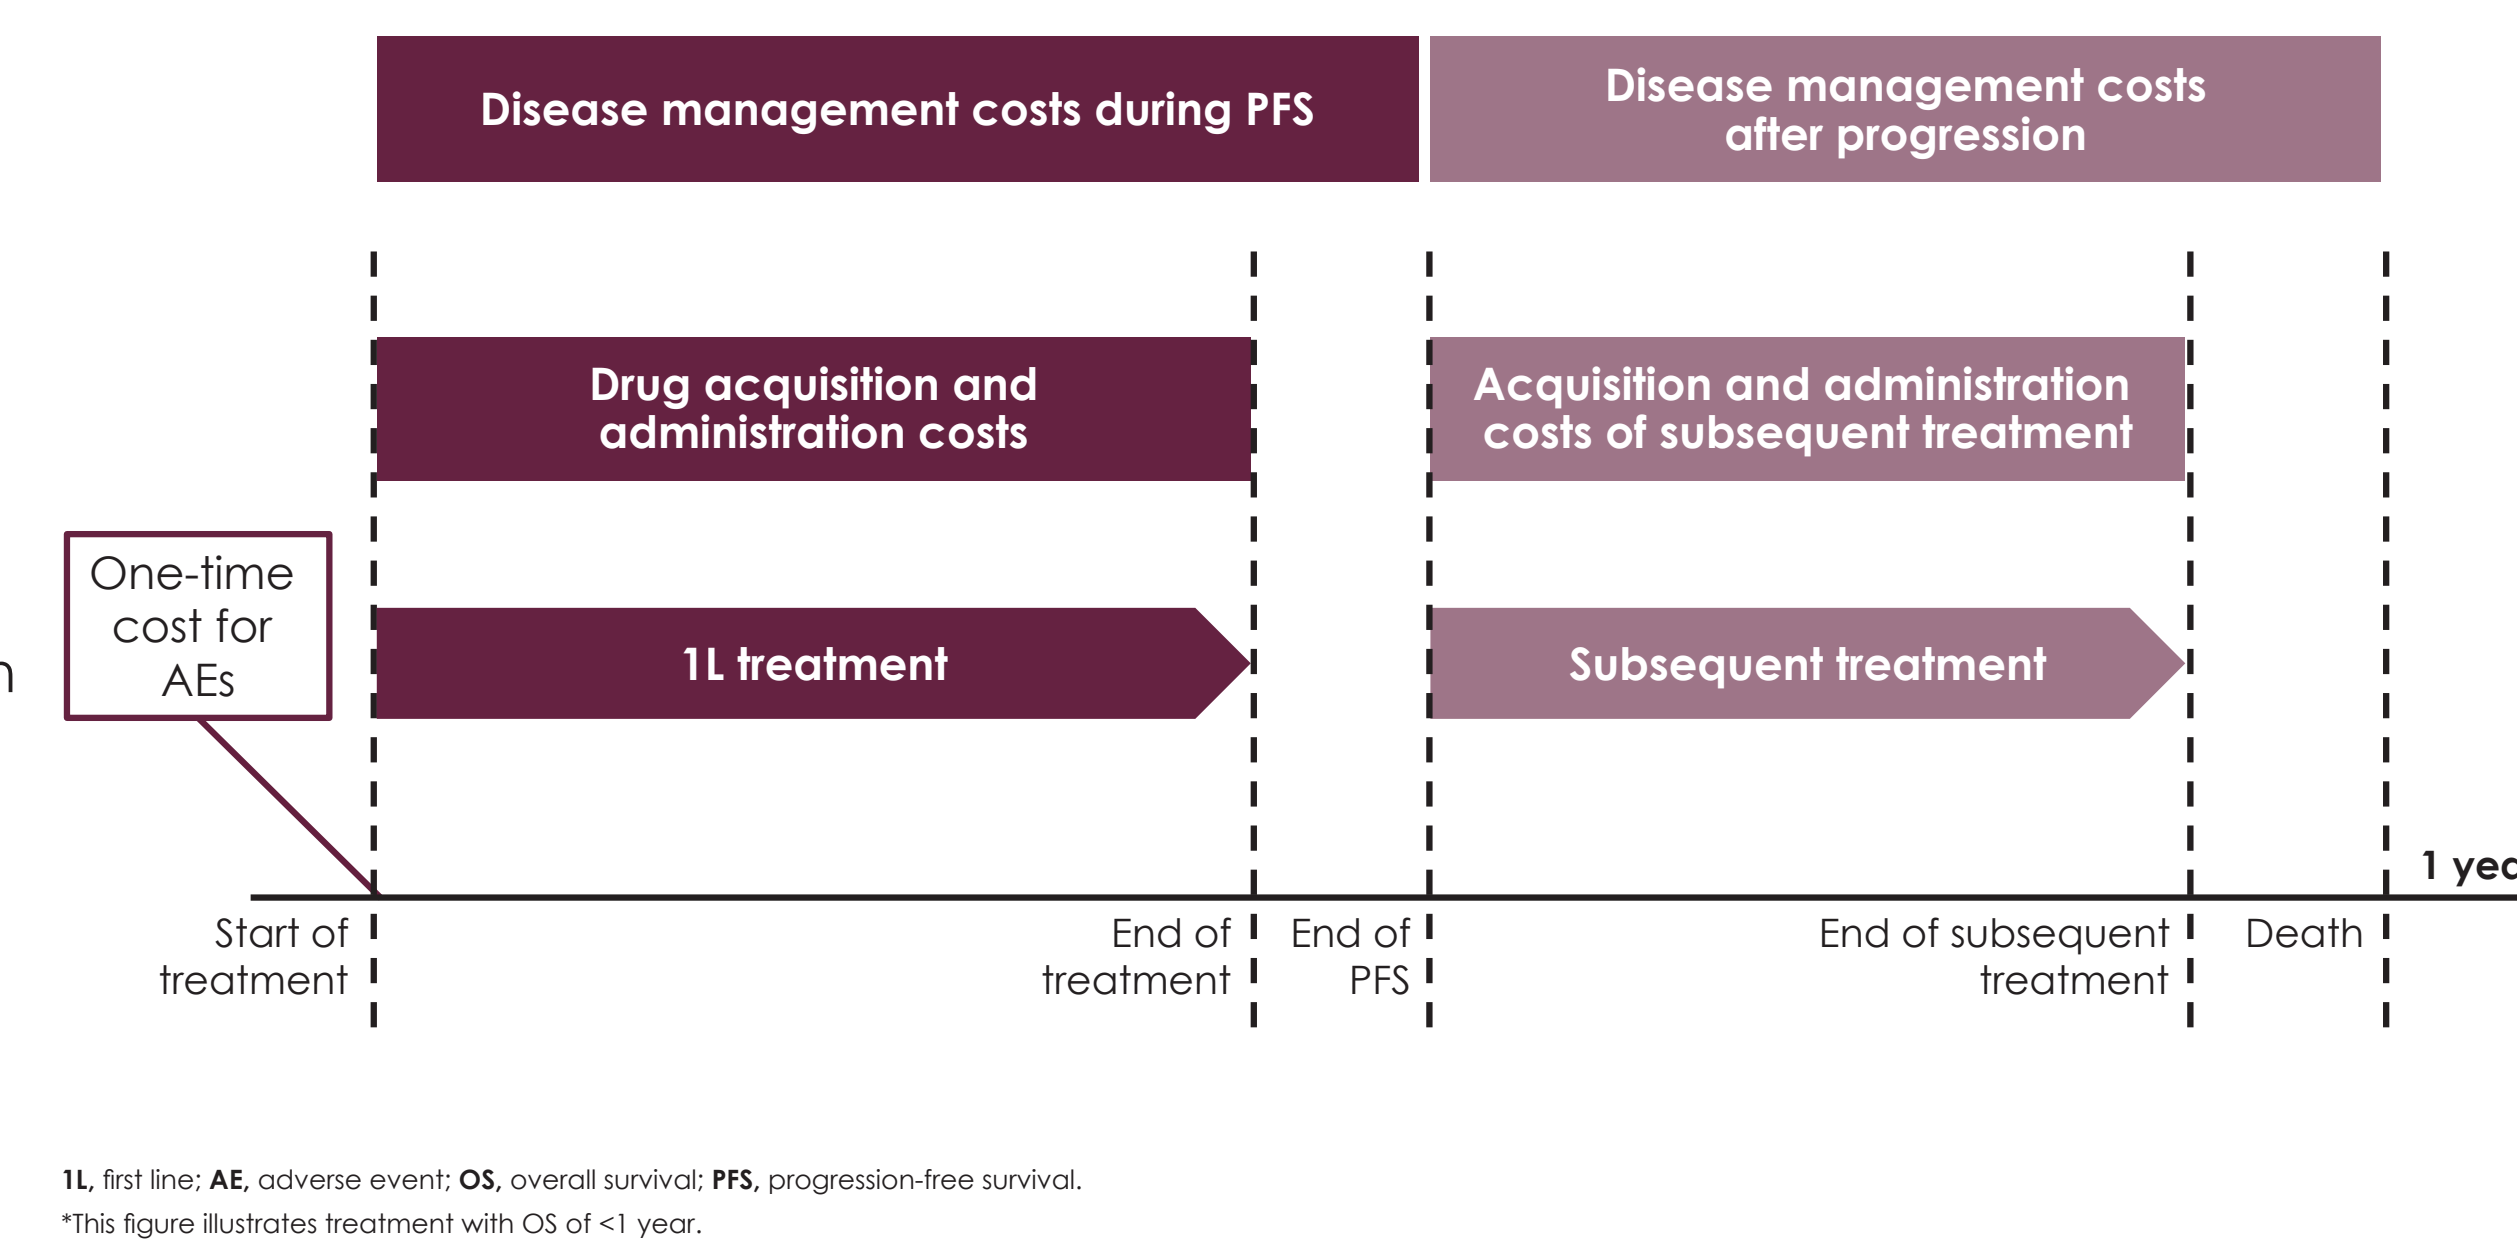 Disease management costs during PFS
Disease management costs
after progression
Drug acquisition and
administration costs
Acquisition and administration
costs of subsequent treatment
One-time
cost for
AEs
1L treatment
Subsequent treatment
1
Start of
treatment
End of
treatment
End of
PFS
End of subsequent
treatment
Death
1L, first line; AE, adverse event; OS, overall survival; PFS, progression-free survival.
*This figure illustrates treatment with OS of <1 year.